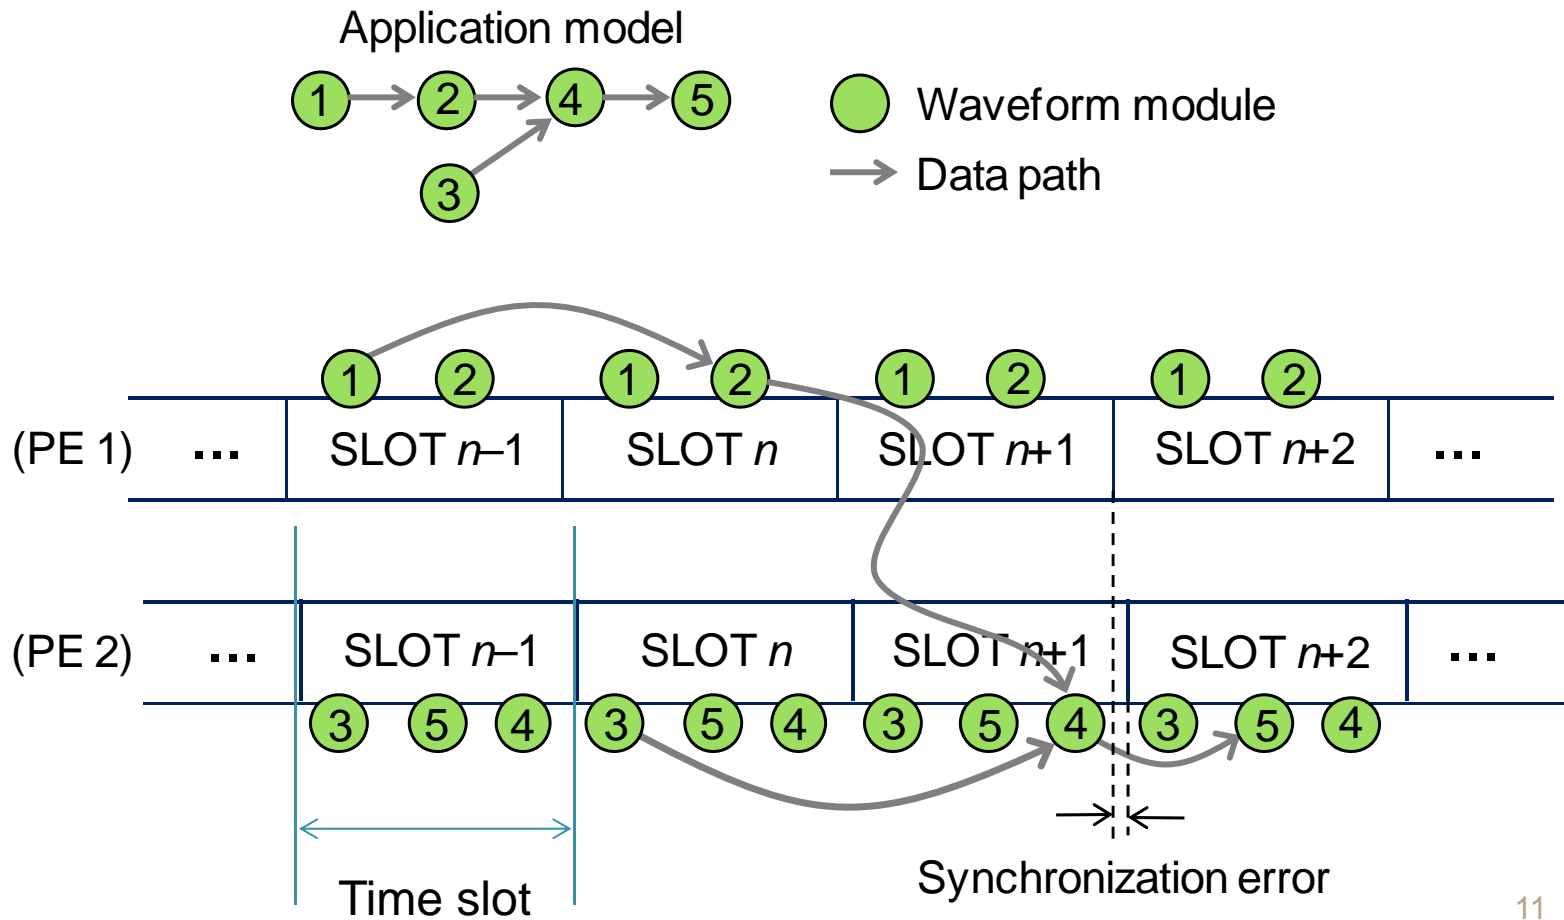 Application model
1 2 4 5
3
Waveform module
Data path
1 2 1 2 1 2 1 2
(PE 1) ... SLOT n–1 SLOT n SLOT n+1 SLOT n+2 ...
(PE 2) ... SLOT n–1 SLOT n SLOT n+1 SLOT n+2 ...
3 5 4 3 5 4 3 5 4 3 5 4
Time slot
Synchronization error
11